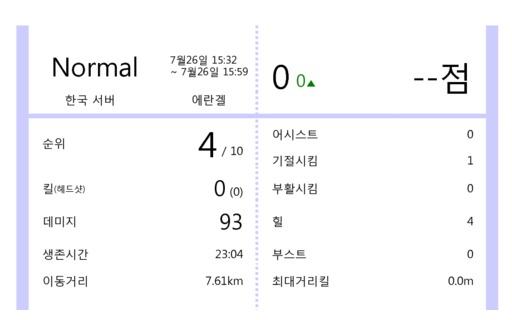 Normal
7월26일 15:32
~ 7월26일 15:59
한국 서버
에란겔
0 0▲
--점
순위 4 / 10
킬(헤드샷) 0 (0)
데미지 93
생존시간 23:04
이동거리 7.61km
어시스트 0
기절시킴 1
부활시킴 0
힐 4
부스트 0
최대거리킬 0.0m